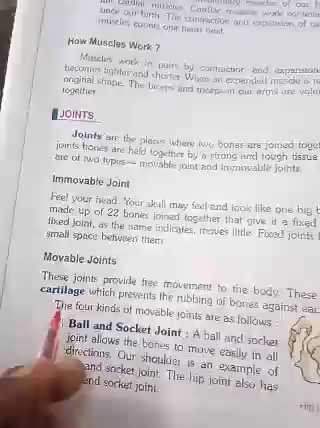 are cardiac muscles. Cardiac muscles work
since our birth. The contraction and expansion of
muscles counts one heart beat.
How Muscles Work ?
Muscles work in pairs by contraction and expansion
becomes tighter and shorter. When an expanded muscle is
original shape. The biceps and triceps in our arms are
together.
JOINTS
Joints are the places where two bones are joined
joints bones are held together by a strong and tough tissue
are of two types— movable joint and immovable joints.
Immovable Joint
Feel your head. Your skull may feel and look like one big
made up of 22 bones joined together that give it a fixed
fixed joint, as the name indicates, moves little. Fixed joints
small space between them.
Movable Joints
These joints provide free movement to the body. These
cartilage which prevents the rubbing of bones against
The four kinds of movable joints are as follows :
Ball and Socket Joint : A ball and socket
joint allows the bones to move easily in all
directions. Our shoulder is an example of
and socket joint. The hip joint also has
and socket joint.